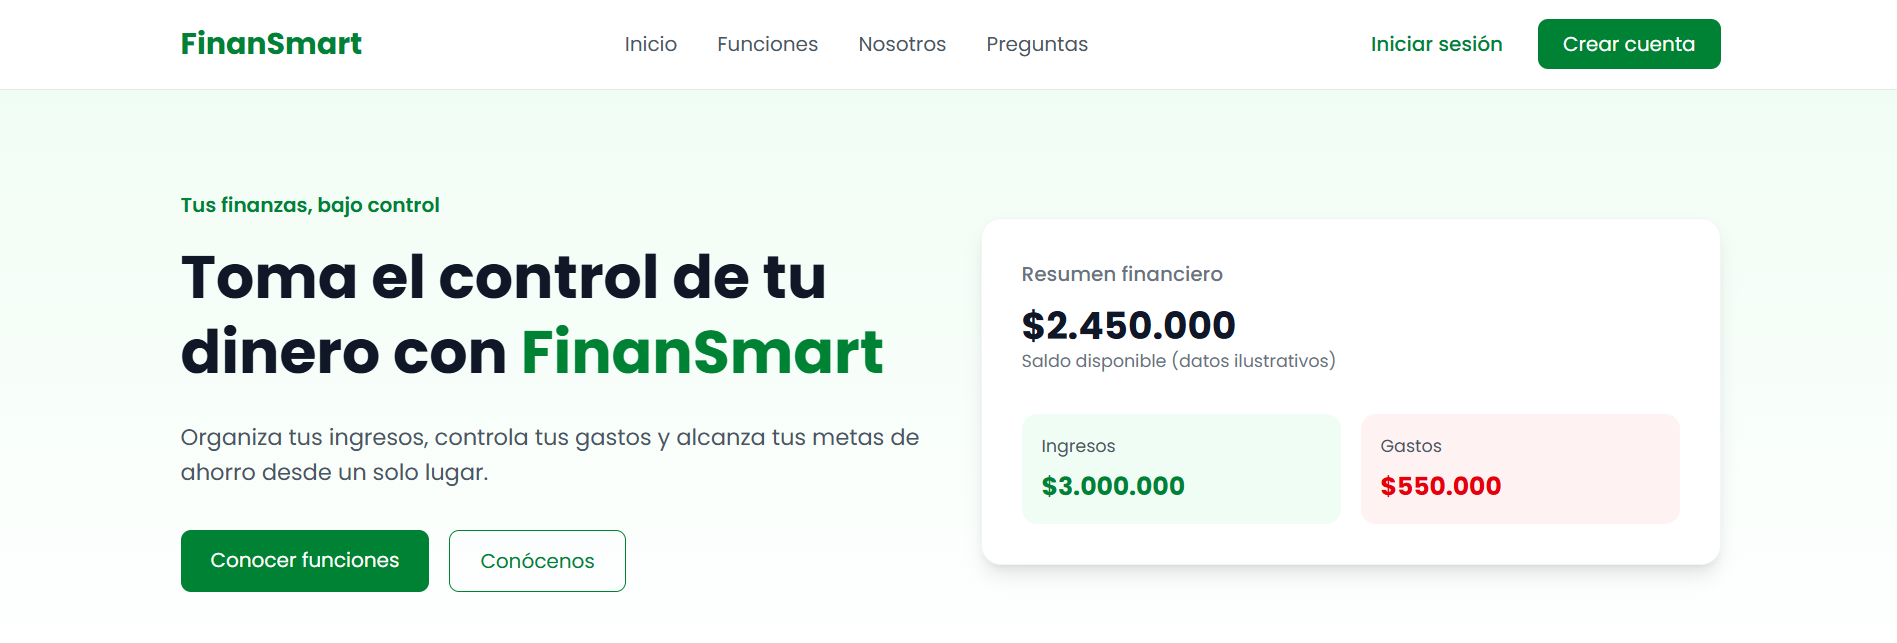 FinanSmart
Inicio
Funciones
Nosotros
Preguntas
Iniciar sesión
Crear cuenta
Tus finanzas, bajo control
Toma el control de tu
dinero con FinanSmart
Organiza tus ingresos, controla tus gastos y alcanza tus metas de
ahorro desde un solo lugar.
Conocer funciones
Conócenos
Resumen financiero
$2.450.000
Saldo disponible (datos ilustrativos)
Ingresos
$3.000.000
Gastos
$550.000